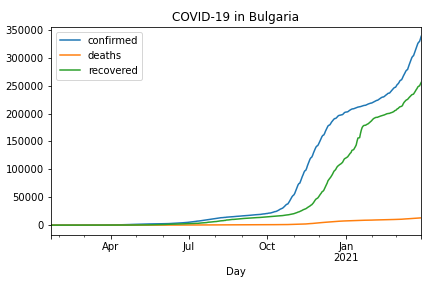 COVID-19 in Bulgaria
confirmed
deaths
recovered
350000
300000
250000
200000
150000
100000
50000
0
Apr
Jul
Oct
Jan
2021
Day